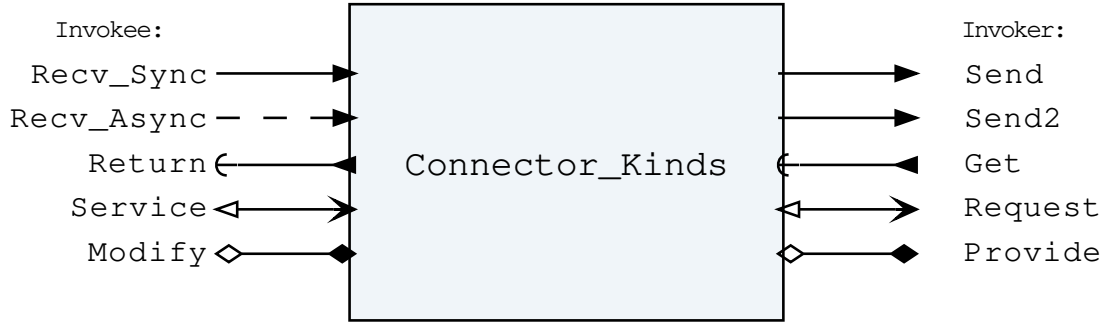 Invokee:
Invoker:
Recv_Sync
Send
Recv_Async
Send2
Return
Connector_Kinds
Get
Service
Request
Modify
Provide